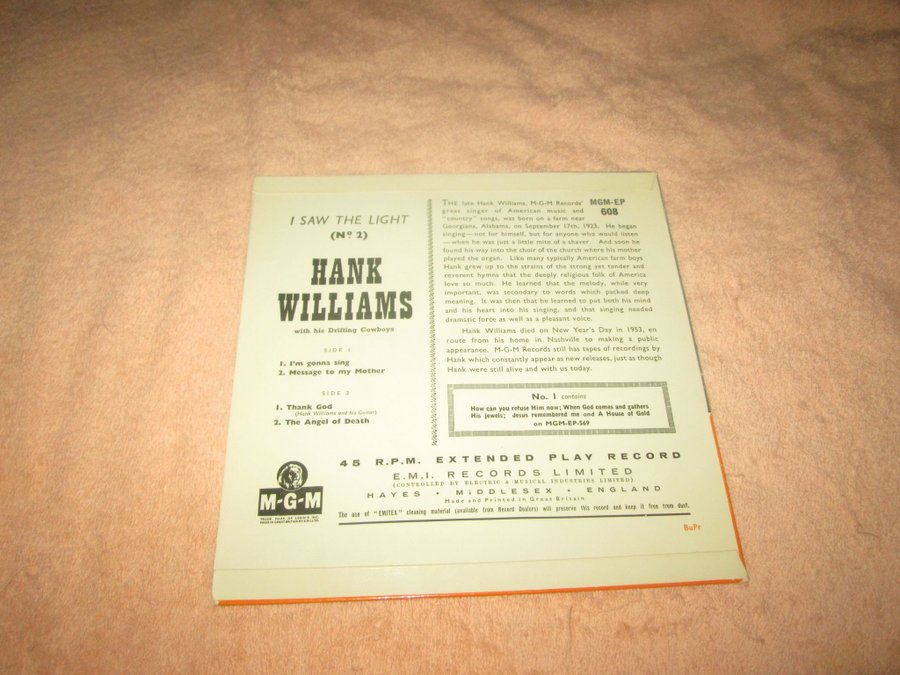 I SAW THE LIGHT
(Nº 2)
HANK
WILLIAMS
with his Drifting Cowboys
SIDE 1
1. I'm gonna sing
2. Message to my Mother
SIDE 2
1. Thank God
(Hank Williams and his Guitar)
2. The Angel of Death
MGM-EP
608
THE late Hank Williams, M-G-M Records'
great singer of American music and
"country" songs, was born on a farm near
Georgiana, Alabama, on September 17th, 1923. He began
singing—not for himself, but for anyone who would listen
—when he was just a little mite of a shaver. And soon he
found his way into the choir of the church where his mother
played the organ. Like many typically American farm boys
Hank grew up to the strains of the strong yet tender and
reverent hymns that the deeply religious folk of America
love so much. He learned that the melody, while very
important, was secondary to words which packed deep
meaning. It was then that he learned to put both his mind
and his heart into his singing, and that singing needed
dramatic force as well as a pleasant voice.
Hank Williams died on New Year's Day in 1953, en
route from his home in Nashville to making a public
appearance. M-G-M Records still has tapes of recordings by
Hank which constantly appear as new releases, just as though
Hank were still alive and with us today.
No. 1 contains
How can you refuse Him now; When God comes and gathers
His jewels; Jesus remembered me and A House of Gold
on MGM-EP-569
45 R.P.M. EXTENDED PLAY RECORD
E.M.I. RECORDS LIMITED
(CONTROLLED BY ELECTRIC & MUSICAL INDUSTRIES LIMITED)
HAYES • MIDDLESEX • ENGLAND
Made and Printed in Great Britain
M-G-M
TRADE MARK OF LOEW'S INC.
The use of "EMITEX" cleaning material (available from Record Dealers) will preserve this record and keep it free from dust.
BuPr